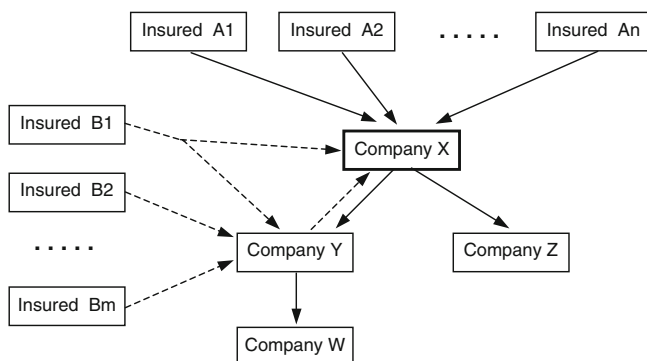 Insured A1
Insured A2
.....
Insured An
Insured B1
Company X
Insured B2
.....
Company Y
Company Z
Insured Bm
Company W